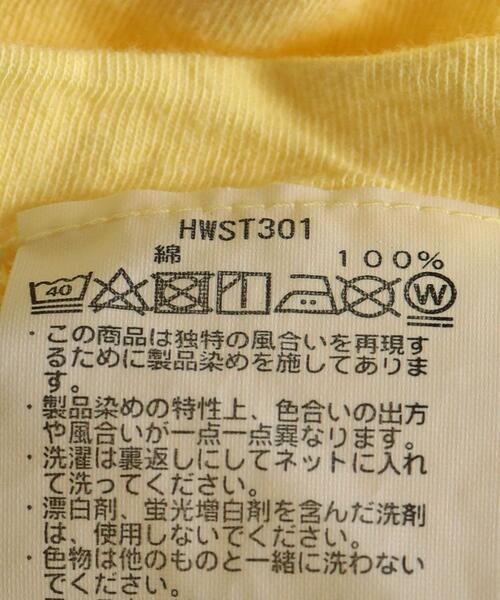 HWST301
綿 100%
40 W
・この商品は独特の風合いを再現す
るために製品染めを施してありま
す。
・製品染めの特性上、色合いの出方
や風合いが一点一点異なります。
・洗濯は裏返しにしてネットに入れ
て洗ってください。
・漂白剤、蛍光増白剤を含んだ洗剤
は、使用しないでください。
・色物は他のものと一緒に洗わない
でください。